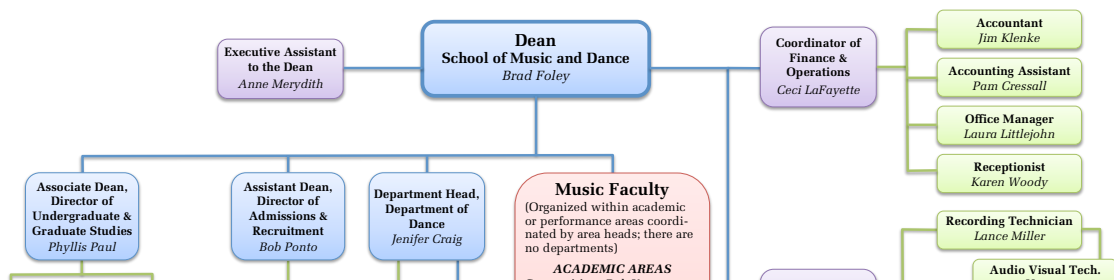 Dean
School of Music and Dance
Brad Foley
Executive Assistant
to the Dean
Anne Merydith
Coordinator of
Finance &
Operations
Ceci LaFayette
Accountant
Jim Klenke
Accounting Assistant
Pam Cressall
Office Manager
Laura Littlejohn
Receptionist
Karen Woody
Associate Dean,
Director of
Undergraduate &
Graduate Studies
Phyllis Paul
Assistant Dean,
Director of
Admissions &
Recruitment
Bob Ponto
Department Head,
Department of
Dance
Jenifer Craig
Music Faculty
(Organized within academic
or performance areas coordi-
nated by area heads; there are
no departments)
ACADEMIC AREAS
Recording Technician
Lance Miller
Audio Visual Tech.